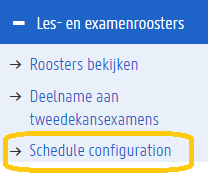 Les- en examenroosters
Roosters bekijken
Deelname aan
tweedekansexamens
Schedule configuration